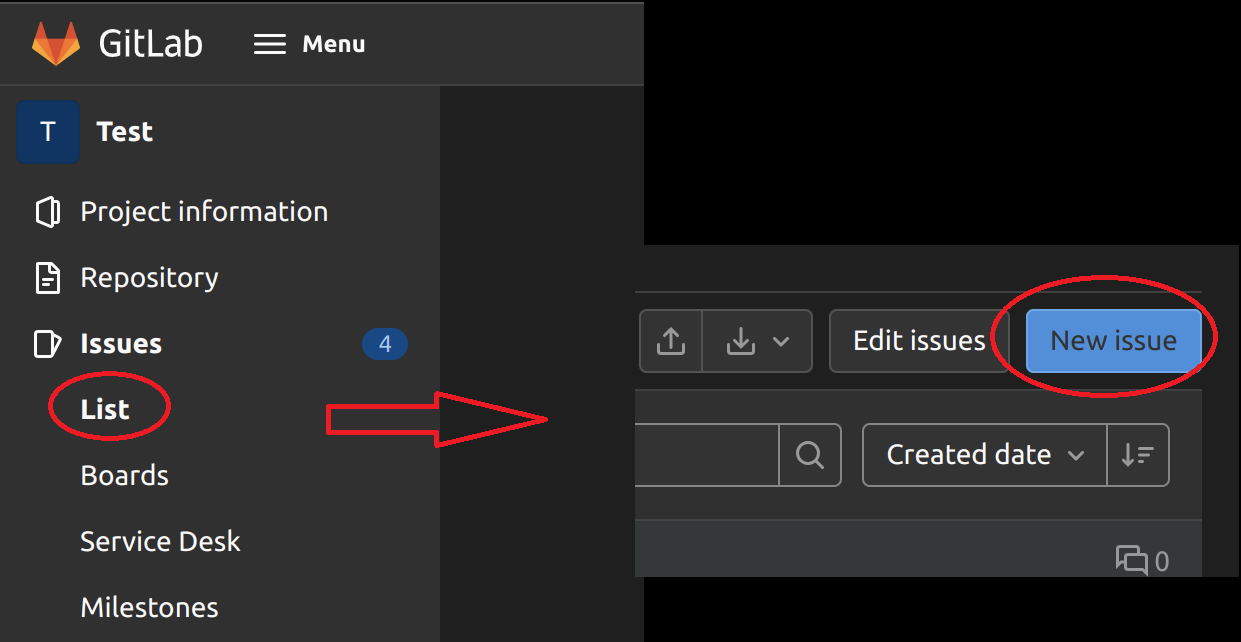 GitLab Menu
T Test
Project information
Repository
Issues 4
List
Boards
Service Desk
Milestones
Edit issues New issue
Created date
0